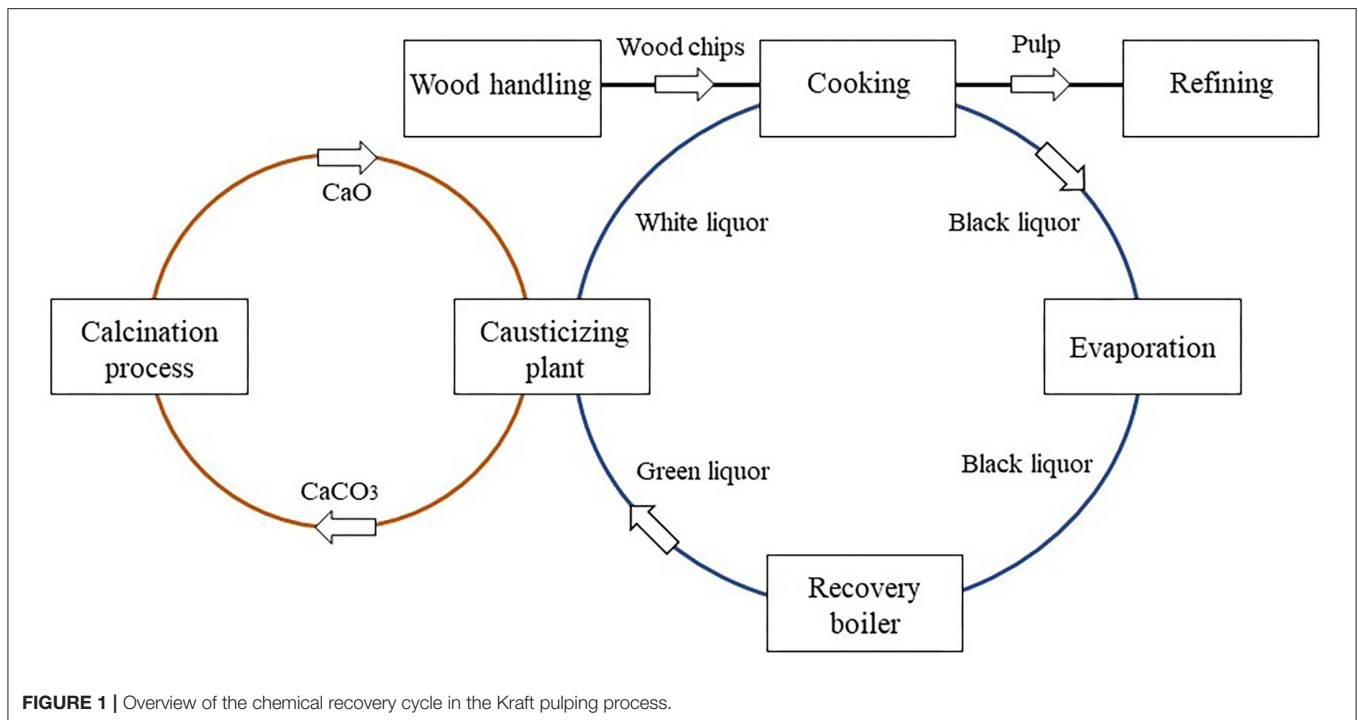 Wood chips
Pulp
Wood handling
Cooking
Refining
CaO
White liquor
Black liquor
Calcination
process
Causticizing
plant
Evaporation
Green liquor
Black liquor
CaCO3
Recovery
boiler
FIGURE 1 | Overview of the chemical recovery cycle in the Kraft pulping process.